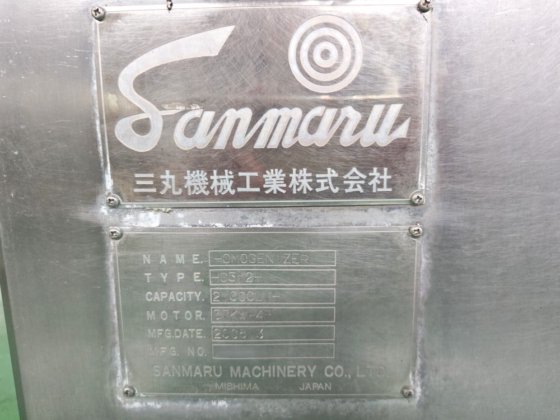 Sanmaru
三丸機械工業株式会社
NAME. HOMOGENIZER
TYPE.
CAPACITY.
MOTOR.
MFG.DATE.
MFG. NO.
SANMARU MACHINERY CO., LTD.
MISHIMA JAPAN